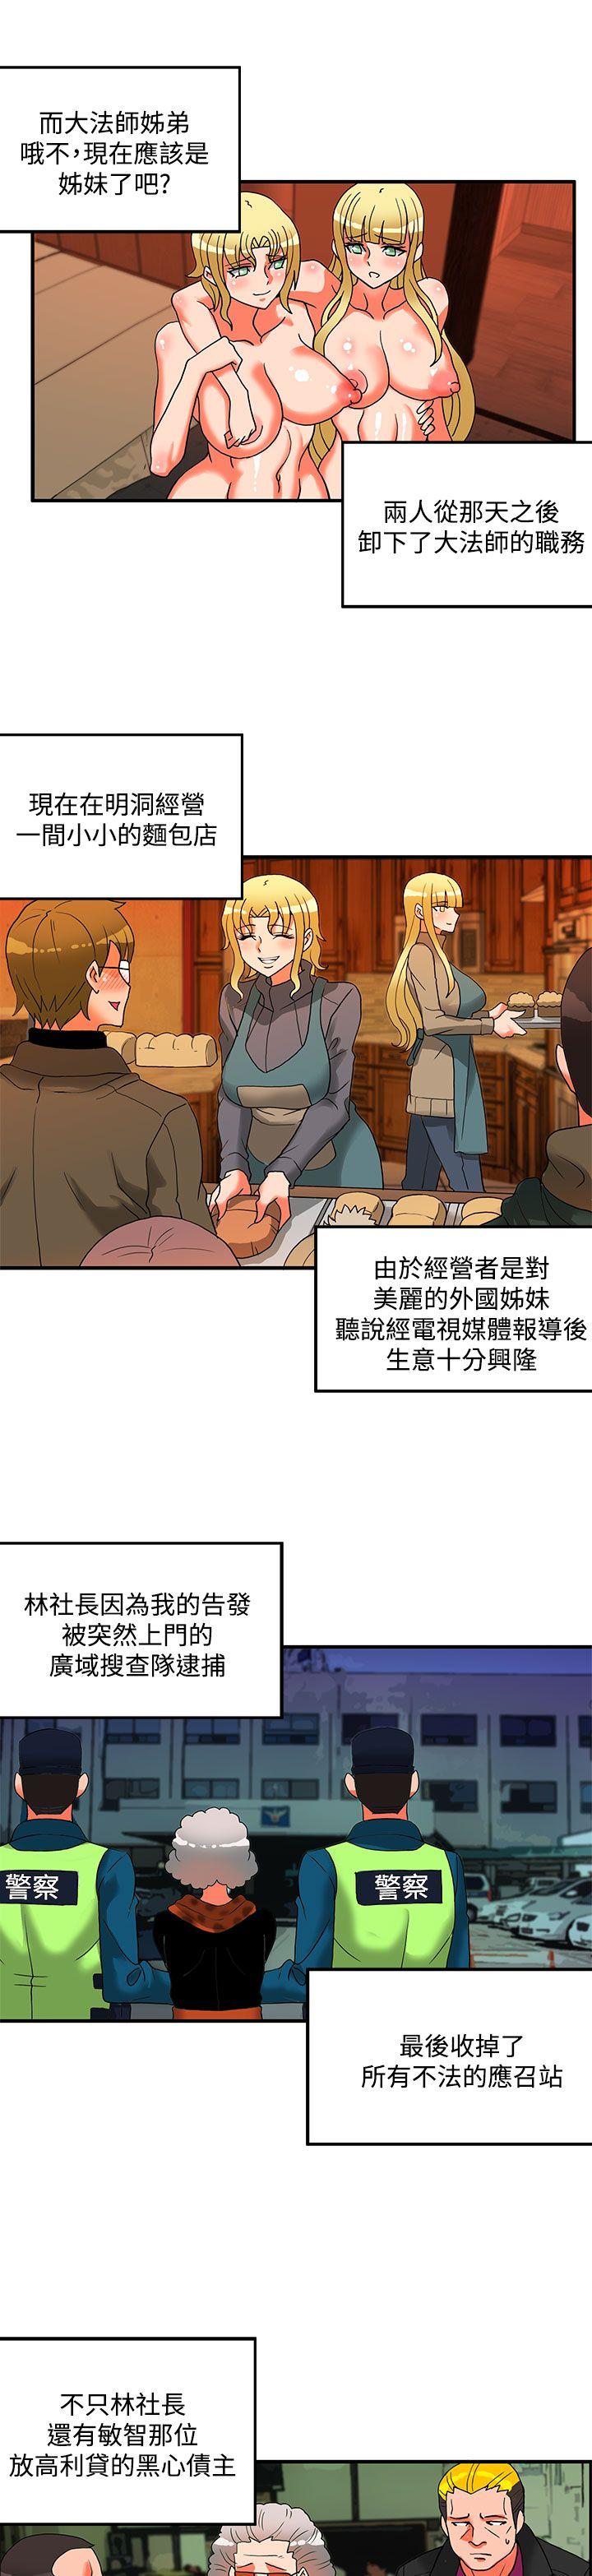 而大法師姊弟
哦不,現在應該是
姊妹了吧?
兩人從那天之後
卸下了大法師的職務
現在在明洞經營
一間小小的麵包店
由於經營者是對
美麗的外國姊妹
聽說經電視媒體報導後
生意十分興隆
林社長因為我的告發
被突然上門的
廣域搜查隊逮捕
警察
警察
最後收掉了
所有不法的應召站
不只林社長
還有敏智那位
放高利貸的黑心債主